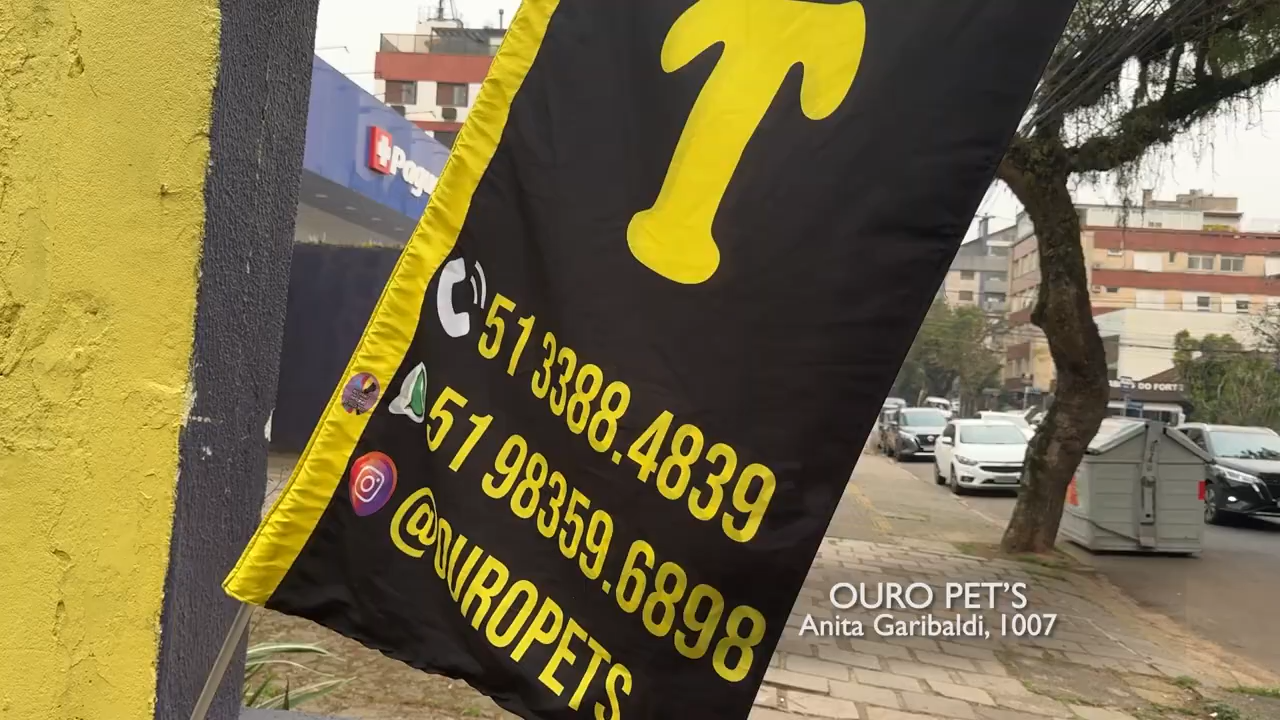 T
51 3388.4839
51 98359.6898
@OUROPETS
OURO PET'S
Anita Garibaldi, 1007